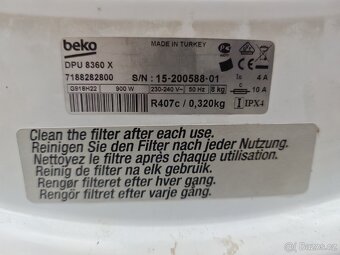 beko
MADE IN TURKEY
DPU 8360 X
7188282800
S/N : 15-200588-01
4 A
900 W
230-240 V~
50 Hz
8 kg
10 A
R407c / 0,320kg
IPX4
Clean the filter after each use.
Reinigen Sie den Filter nach jeder Nutzung.
Nettoyez le filtre après chaque utilisation.
Reinig de filter na elk gebruik.
Rengør filteret efter hver gang.
Rengör filtret efter varje gång.